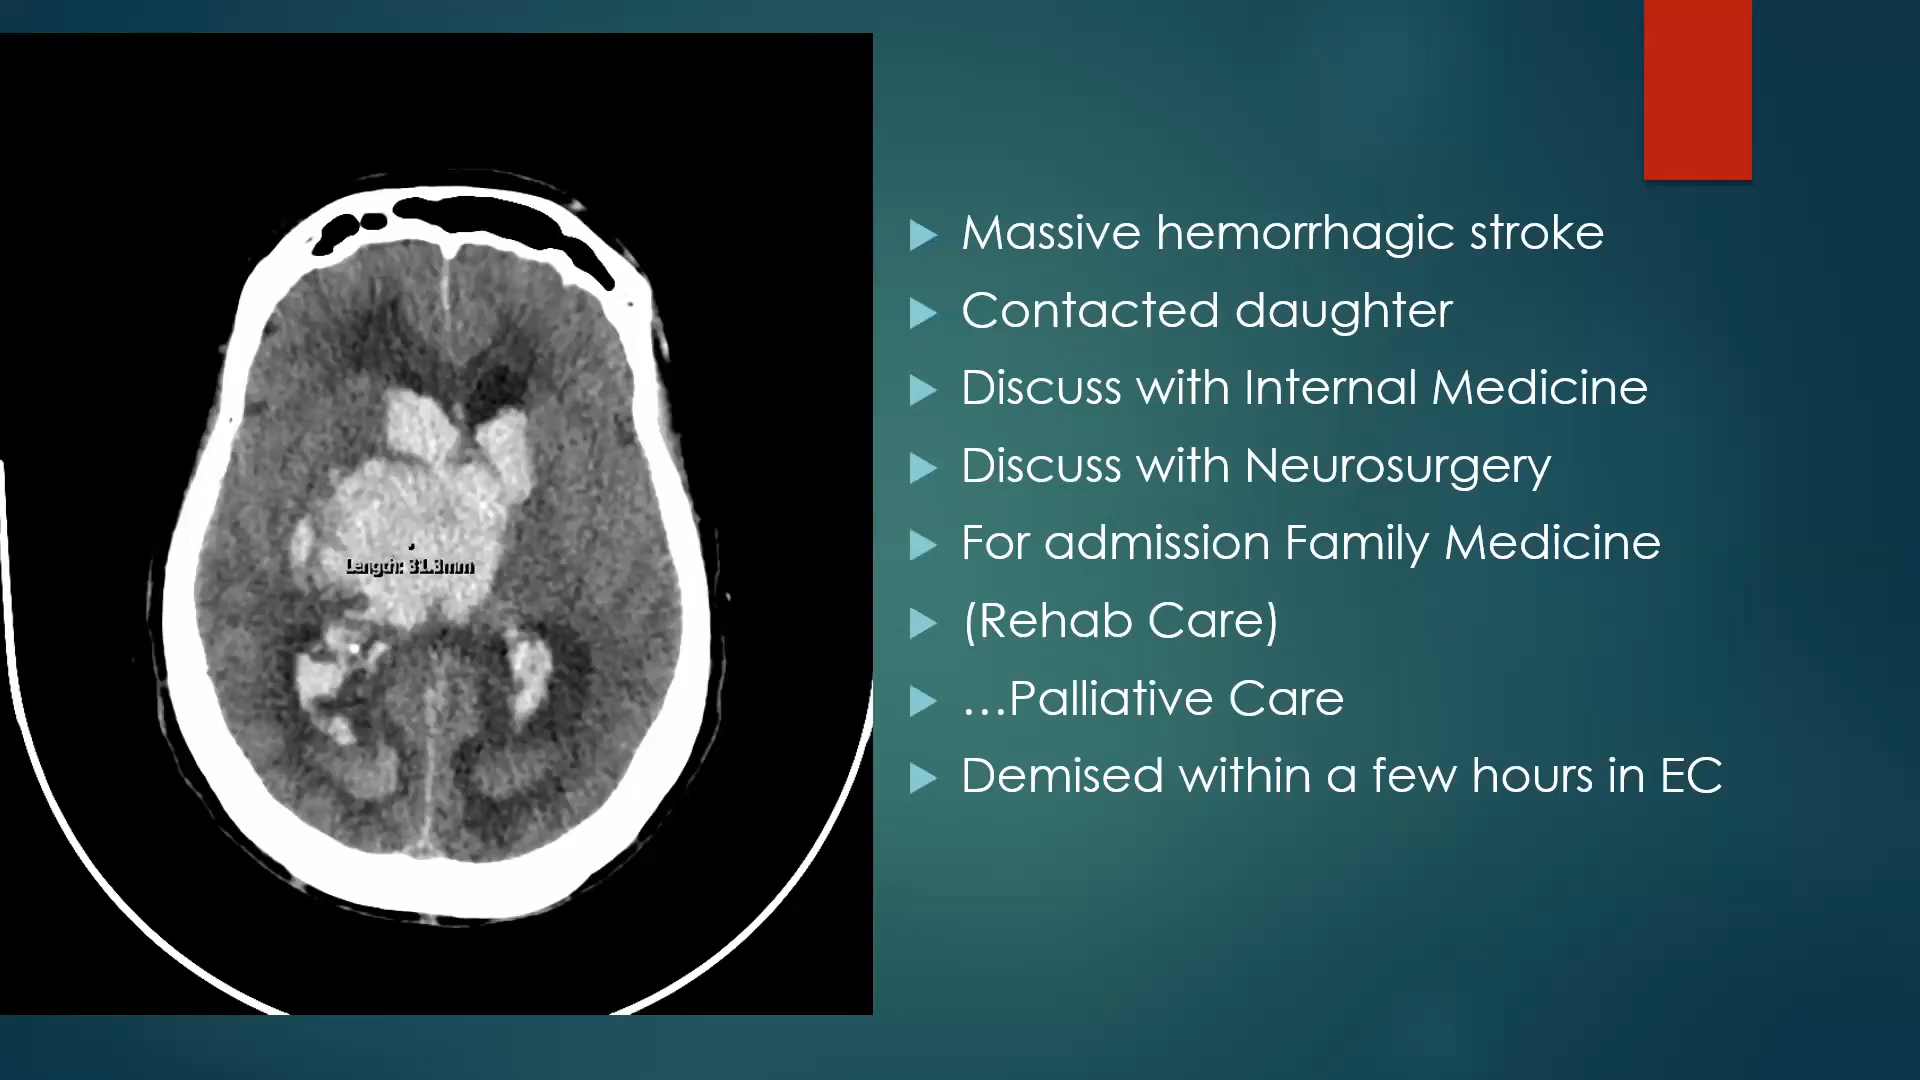 Length: 31.3mm
Massive hemorrhagic stroke
Contacted daughter
Discuss with Internal Medicine
Discuss with Neurosurgery
For admission Family Medicine
(Rehab Care)
…Palliative Care
Demised within a few hours in EC